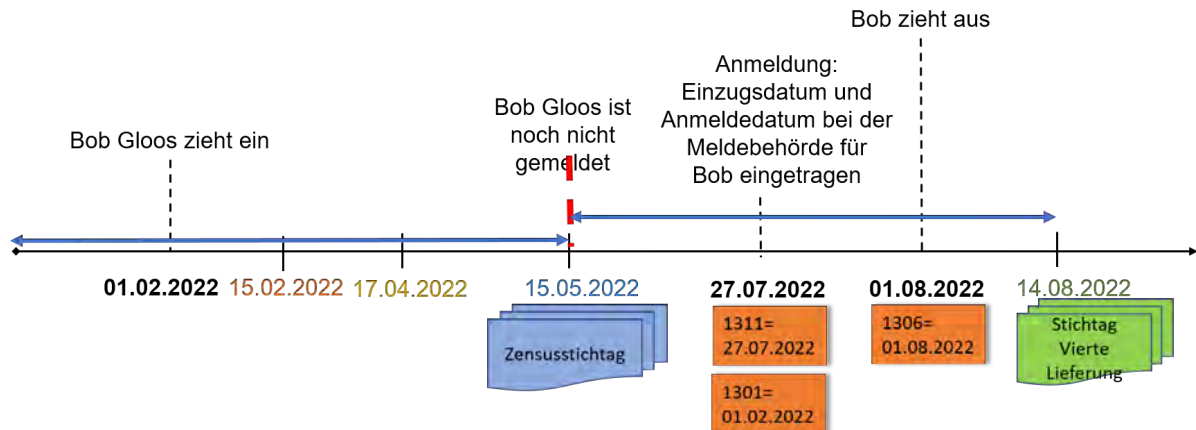 Bob zieht aus
Anmeldung:
Einzugsdatum und
Anmeldedatum bei der
Meldebehörde für
Bob eingetragen
Bob Gloos ist
noch nicht
gemeldet
Bob Gloos zieht ein
01.02.2022
15.02.2022
17.04.2022
15.05.2022
27.07.2022
01.08.2022
14.08.2022
Zensusstichtag
1311=
27.07.2022
1301=
01.02.2022
1306=
01.08.2022
Stichtag
Vierte
Lieferung